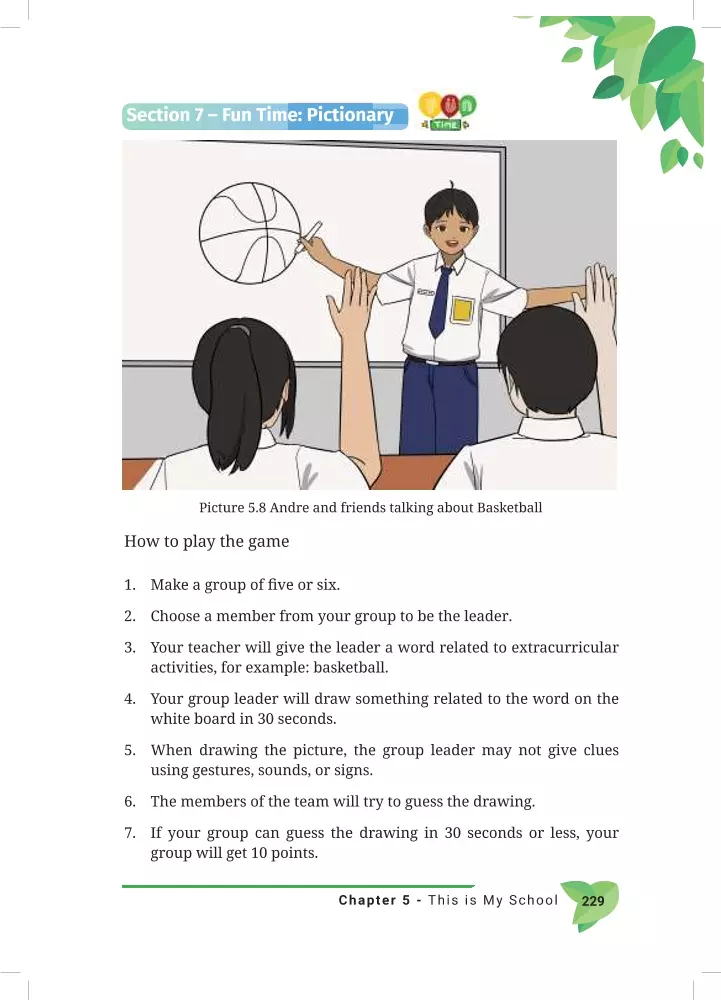 Section 7 – Fun Time: Pictionary
FUN
TIME
Picture 5.8 Andre and friends talking about Basketball
How to play the game
1. Make a group of five or six.
2. Choose a member from your group to be the leader.
3. Your teacher will give the leader a word related to extracurricular
activities, for example: basketball.
4. Your group leader will draw something related to the word on the
white board in 30 seconds.
5. When drawing the picture, the group leader may not give clues
using gestures, sounds, or signs.
6. The members of the team will try to guess the drawing.
7. If your group can guess the drawing in 30 seconds or less, your
group will get 10 points.
Chapter 5 - This is My School 229